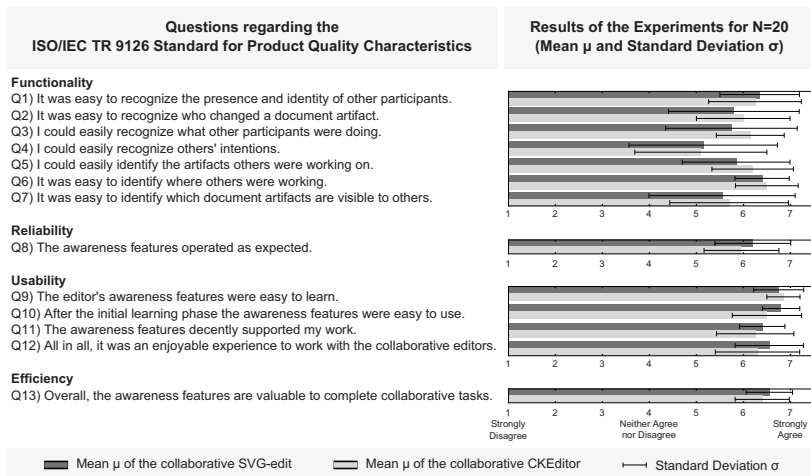 Questions regarding the
ISO/IEC TR 9126 Standard for Product Quality Characteristics
Results of the Experiments for N=20
(Mean μ and Standard Deviation σ)
Functionality
Q1) It was easy to recognize the presence and identity of other participants.
Q2) It was easy to recognize who changed a document artifact.
Q3) I could easily recognize what other participants were doing.
Q4) I could easily recognize others' intentions.
Q5) I could easily identify the artifacts others were working on.
Q6) It was easy to identify where others were working.
Q7) It was easy to identify which document artifacts are visible to others.
1 2 3 4 5 6 7
Reliability
Q8) The awareness features operated as expected.
1 2 3 4 5 6 7
Usability
Q9) The editor's awareness features were easy to learn.
Q10) After the initial learning phase the awareness features were easy to use.
Q11) The awareness features decently supported my work.
Q12) All in all, it was an enjoyable experience to work with the collaborative editors.
1 2 3 4 5 6 7
Efficiency
Q13) Overall, the awareness features are valuable to complete collaborative tasks.
1 2 3 4 5 6 7
Strongly Disagree
Neither Agree nor Disagree
Strongly Agree
Mean μ of the collaborative SVG-edit
Mean μ of the collaborative CKEditor
Standard Deviation σ